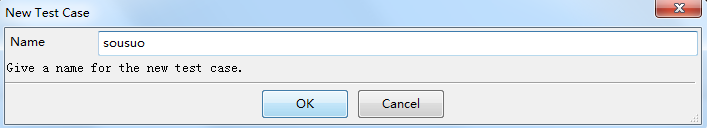 New Test Case
Name sousuo
Give a name for the new test case.
OK Cancel